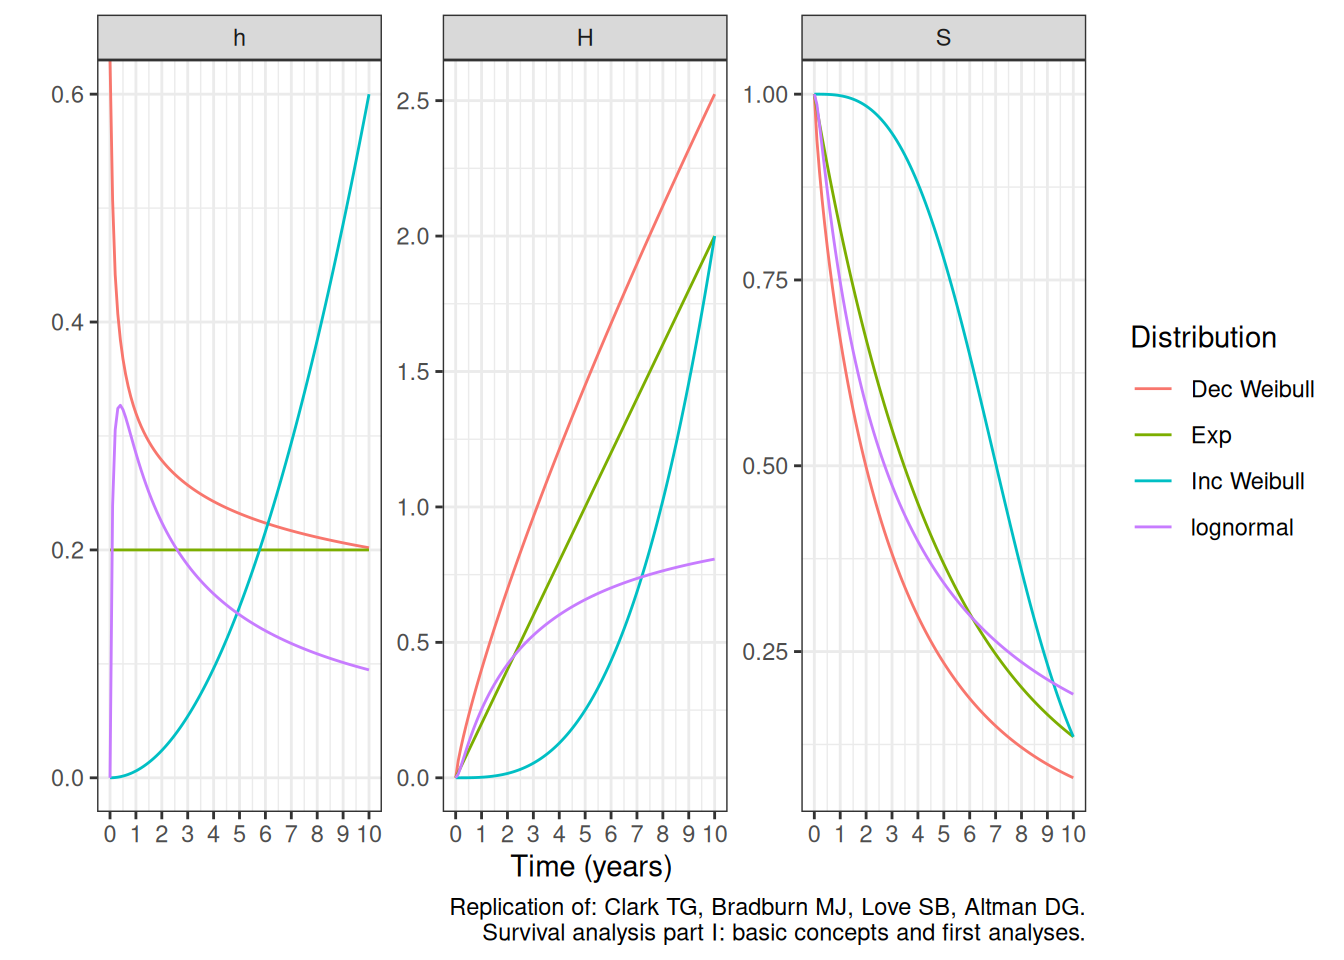 h
H
S
0.6
0.4
0.2
0.0
2.5
2.0
1.5
1.0
0.5
0.0
1.00
0.75
0.50
0.25
0 1 2 3 4 5 6 7 8 9 10
0 1 2 3 4 5 6 7 8 9 10
0 1 2 3 4 5 6 7 8 9 10
Time (years)
Distribution
Dec Weibull
Exp
Inc Weibull
lognormal
Replication of: Clark TG, Bradburn MJ, Love SB, Altman DG.
Survival analysis part I: basic concepts and first analyses.